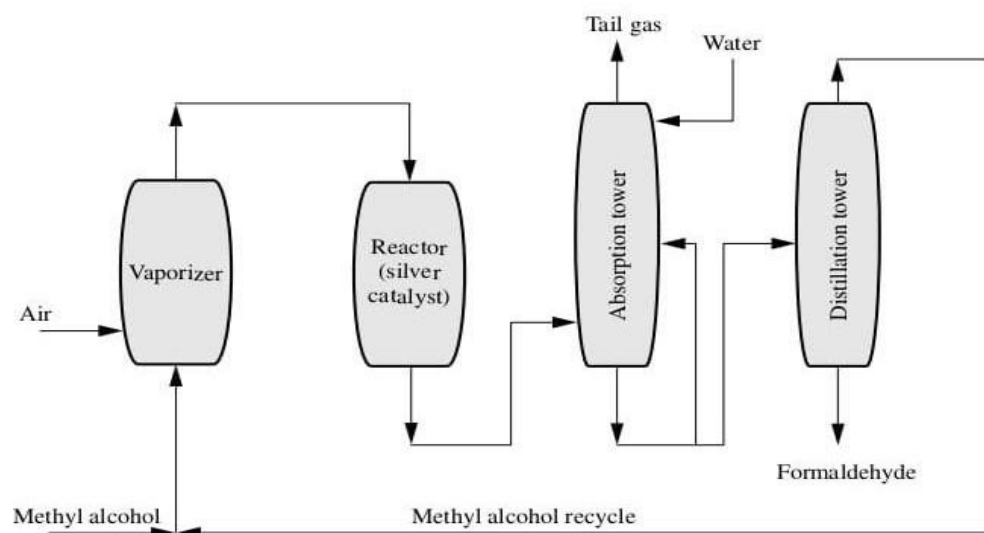 Tail gas
Water
Vaporizer
Reactor
(silver
catalyst)
Absorption tower
Distillation tower
Air
Formaldehyde
Methyl alcohol
Methyl alcohol recycle